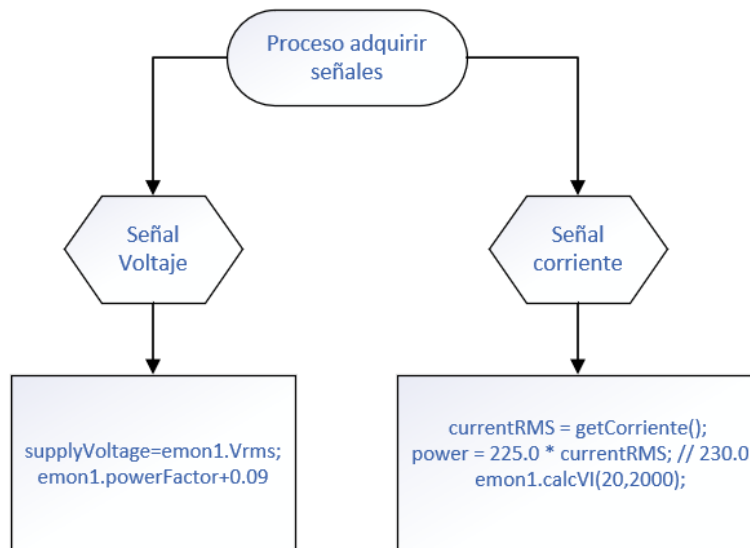 Proceso adquirir
señales
Señal
Voltaje
Señal
corriente
supplyVoltage=emon1.Vrms;
emon1.powerFactor+0.09
currentRMS = getCorriente();
power = 225.0 * currentRMS; // 230.0
emon1.calcVI(20,2000);